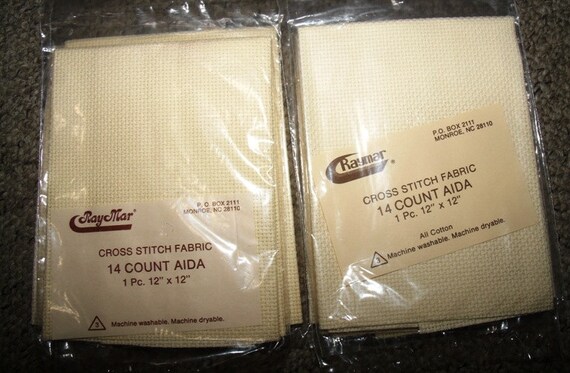 RayMar
P.O. BOX 2111
MONROE, NC 28110
CROSS STITCH FABRIC
14 COUNT AIDA
1 Pc. 12" x 12"
3 Machine washable. Machine dryable.
P.O. BOX 2111
MONROE, NC 28110
Raymar®
CROSS STITCH FABRIC
14 COUNT AIDA
1 Pc. 12" x 12"
All Cotton
3 Machine washable. Machine dryable.